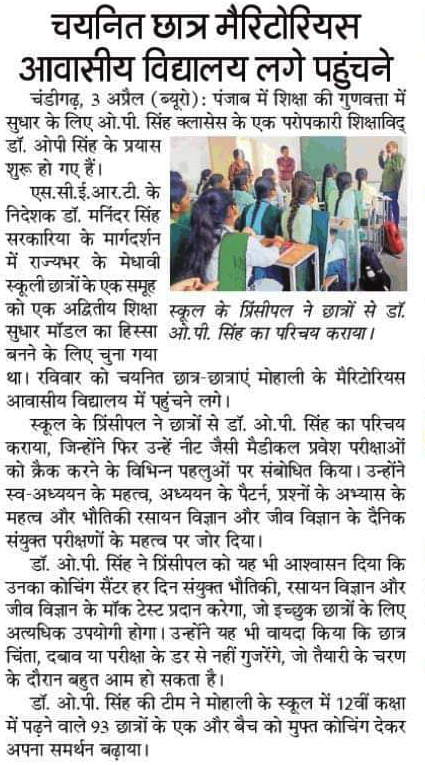 चयनित छात्र मैरिटोरियस
आवासीय विद्यालय लगे पहुंचने
चंडीगढ़, 3 अप्रैल (ब्यूरो): पंजाब में शिक्षा की गुणवत्ता में
सुधार के लिए ओ.पी. सिंह क्लासेस के एक परोपकारी शिक्षाविद्
डॉ. ओपी सिंह के प्रयास
शुरू हो गए हैं।
एस.सी.ई.आर.टी. के
निदेशक डॉ. मनिंदर सिंह
सरकारिया के मार्गदर्शन
में राज्यभर के मेधावी
स्कूली छात्रों के एक समूह
को एक अद्वितीय शिक्षा
सुधार मॉडल का हिस्सा
बनने के लिए चुना गया
था। रविवार को चयनित छात्र-छात्राएं मोहाली के मैरिटोरियस
आवासीय विद्यालय में पहुंचने लगे।
स्कूल के प्रिंसीपल ने छात्रों से डॉ.
ओ.पी. सिंह का परिचय कराया।
स्कूल के प्रिंसीपल ने छात्रों से डॉ. ओ.पी. सिंह का परिचय
कराया, जिन्होंने फिर उन्हें नीट जैसी मैडीकल प्रवेश परीक्षाओं
को क्रैक करने के विभिन्न पहलुओं पर संबोधित किया। उन्होंने
स्व-अध्ययन के महत्व, अध्ययन के पैटर्न, प्रश्नों के अभ्यास के
महत्व और भौतिकी रसायन विज्ञान और जीव विज्ञान के दैनिक
संयुक्त परीक्षणों के महत्व पर जोर दिया।
डॉ. ओ.पी. सिंह ने प्रिंसीपल को यह भी आश्वासन दिया कि
उनका कोचिंग सैंटर हर दिन संयुक्त भौतिकी, रसायन विज्ञान और
जीव विज्ञान के मॉक टेस्ट प्रदान करेगा, जो इच्छुक छात्रों के लिए
अत्यधिक उपयोगी होगा। उन्होंने यह भी वायदा किया कि छात्र
चिंता, दबाव या परीक्षा के डर से नहीं गुजरेंगे, जो तैयारी के चरण
के दौरान बहुत आम हो सकता है।
डॉ. ओ.पी. सिंह की टीम ने मोहाली के स्कूल में 12वीं कक्षा
में पढ़ने वाले 93 छात्रों के एक और बैच को मुफ्त कोचिंग देकर
अपना समर्थन बढ़ाया।